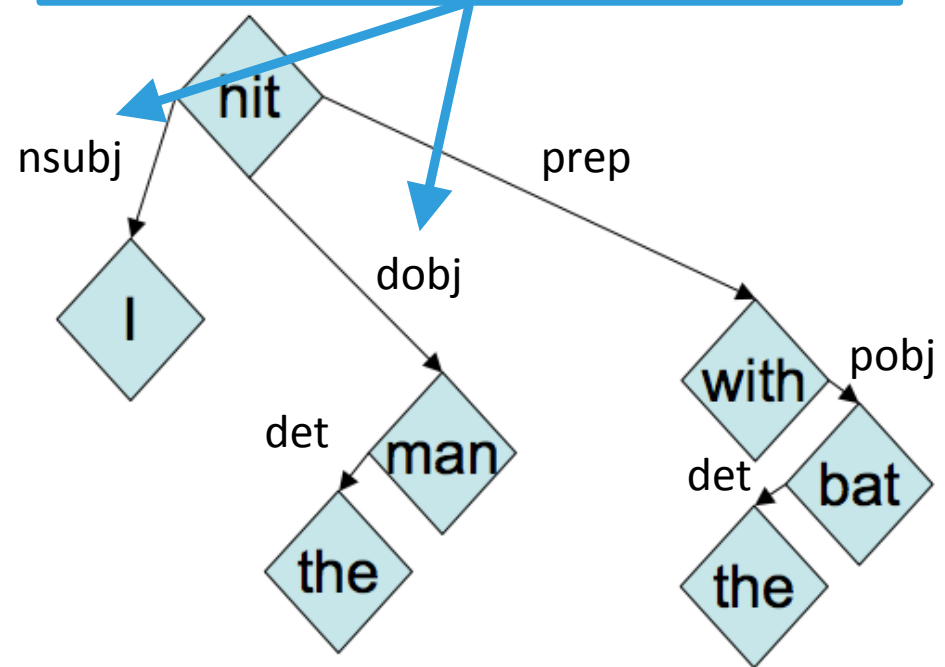 hit
nsubj
prep
dobj
I
with
pobj
det
man
det
bat
the
the